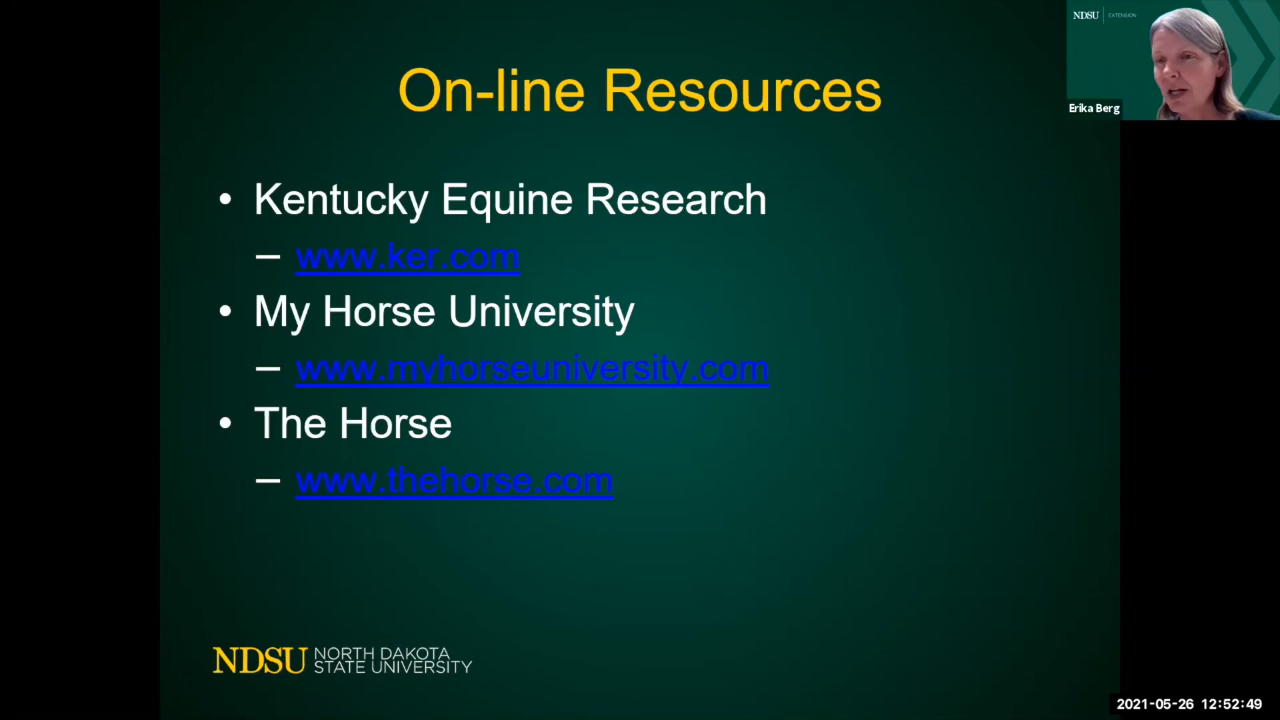 NDSU EXTENSION
Erika Berg
On-line Resources
• Kentucky Equine Research
– www.ker.com
• My Horse University
– www.myhorseuniversity.com
• The Horse
– www.thehorse.com
NDSU NORTH DAKOTA
STATE UNIVERSITY
2021-05-26 12:52:49